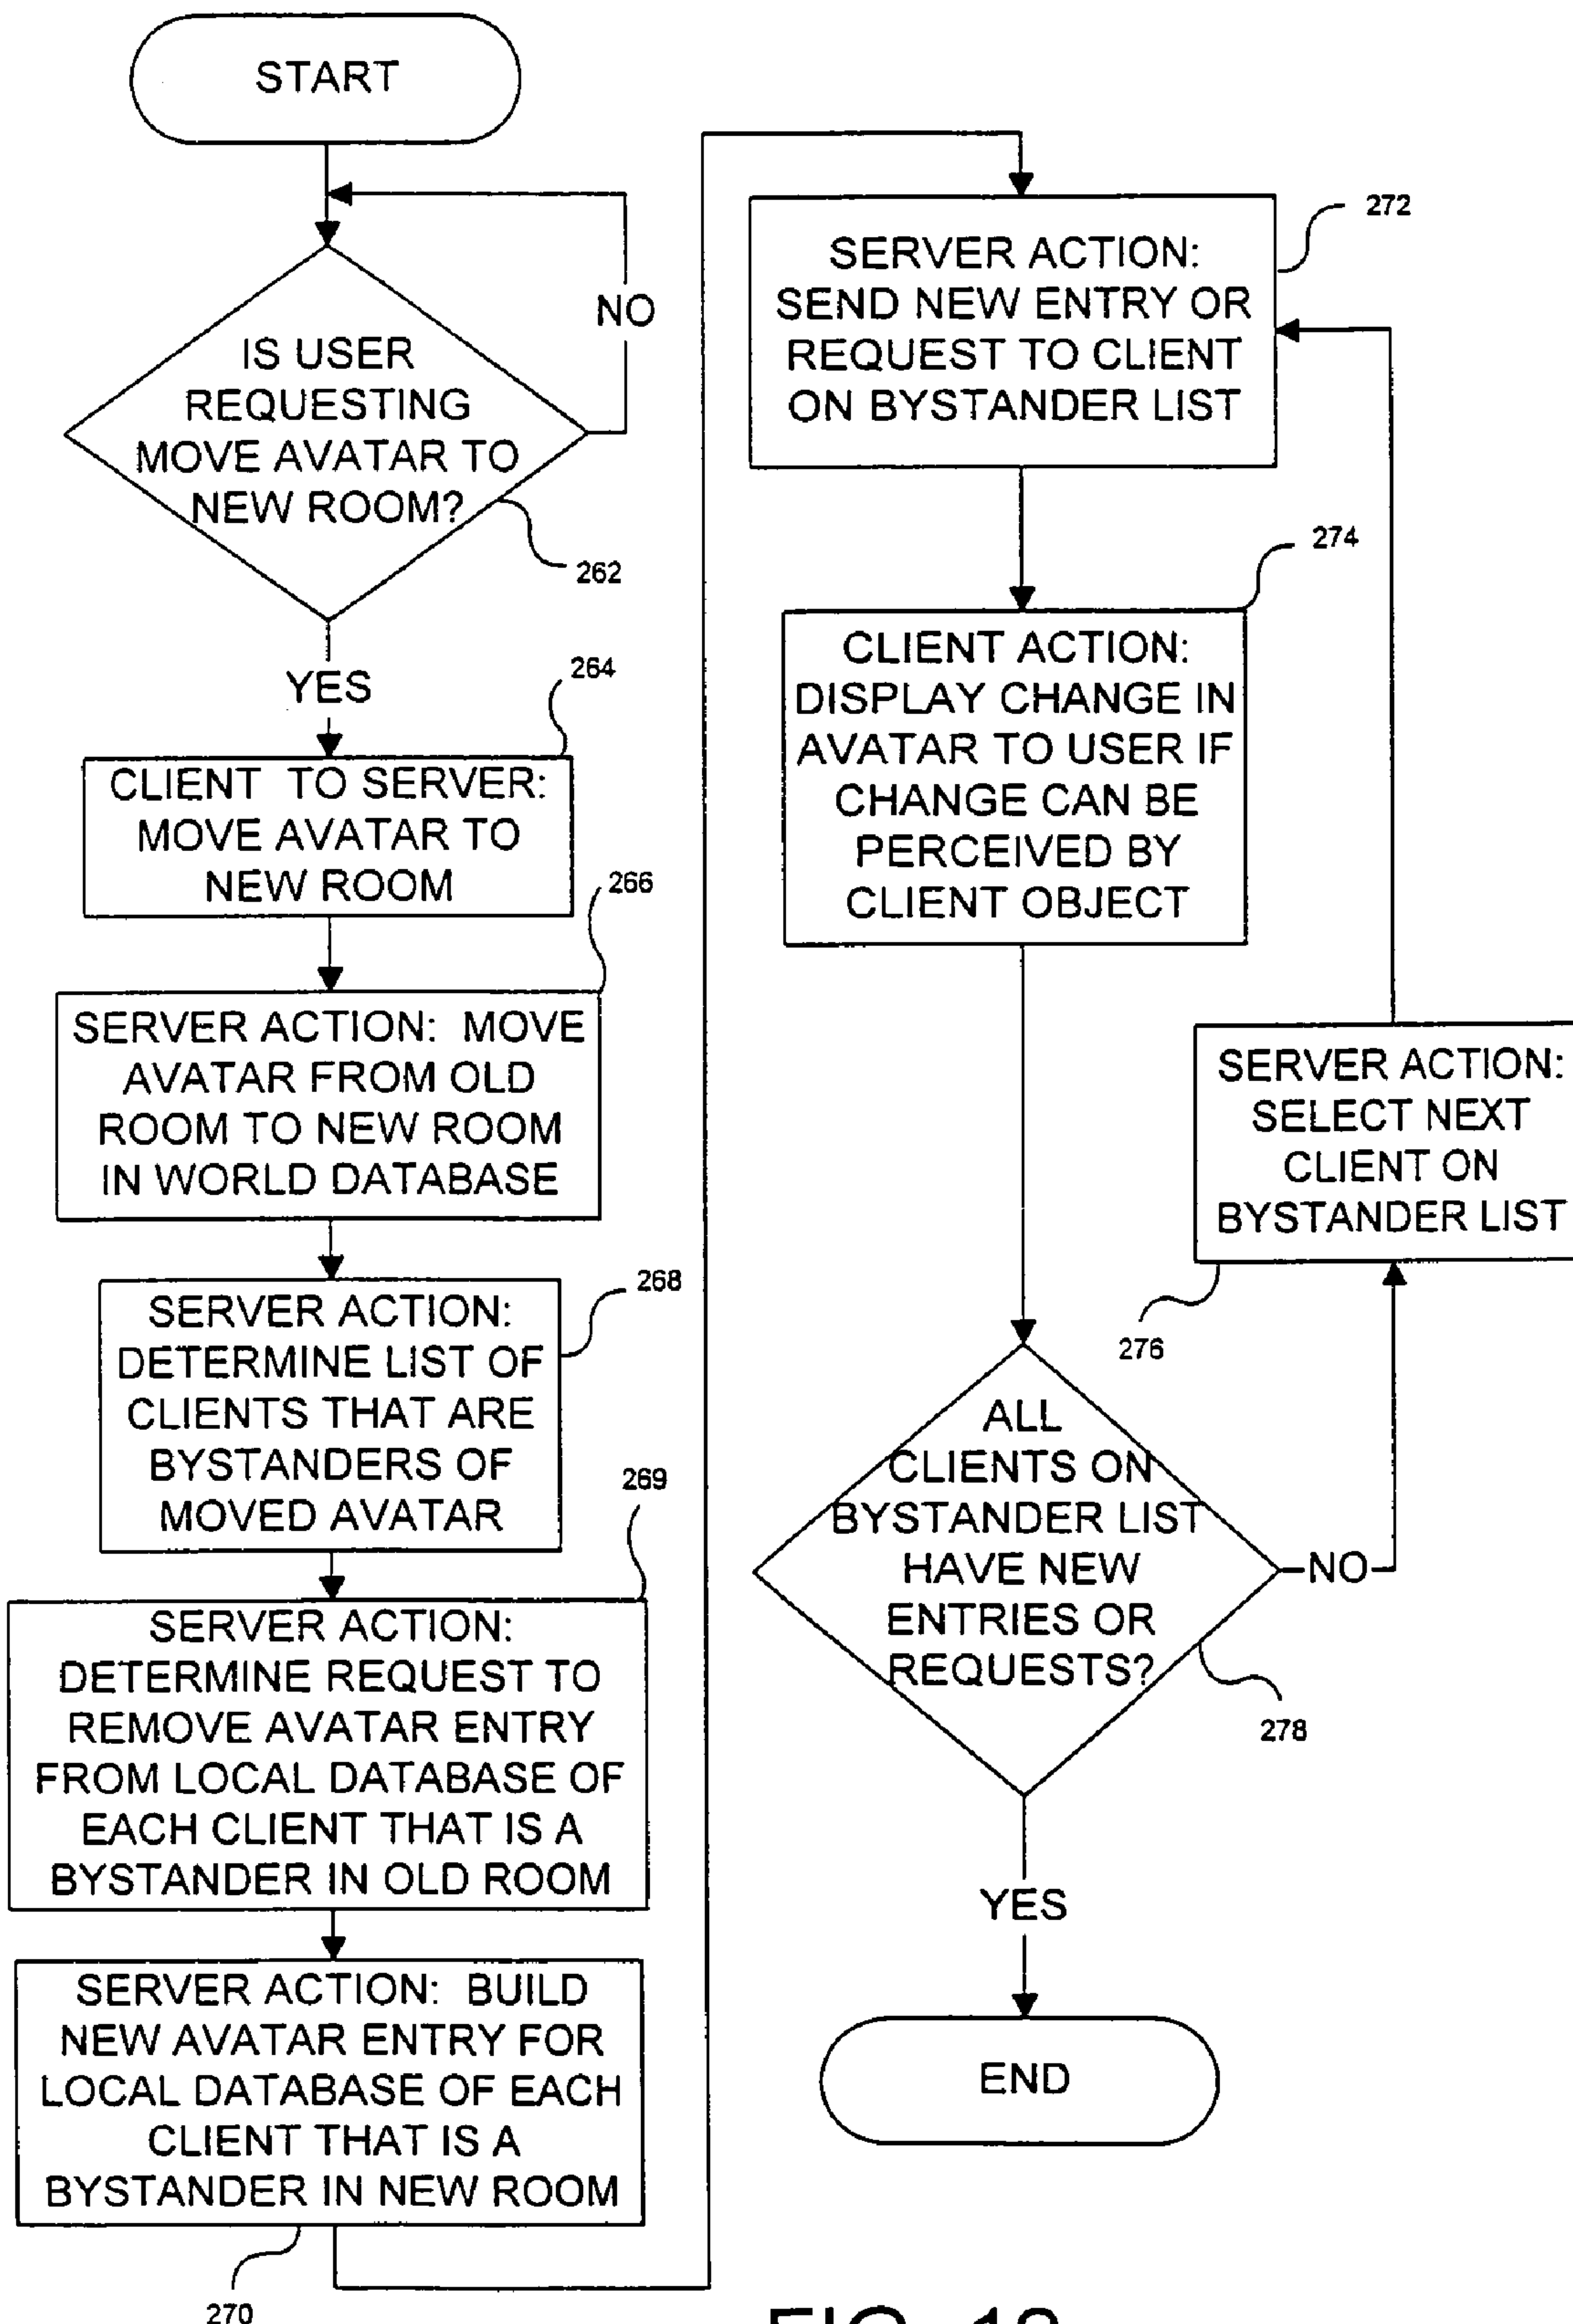 START
NO
IS USER
REQUESTING
MOVE AVATAR TO
NEW ROOM?
262
YES
264
CLIENT TO SERVER:
MOVE AVATAR TO
NEW ROOM
266
SERVER ACTION: MOVE
AVATAR FROM OLD
ROOM TO NEW ROOM
IN WORLD DATABASE
268
SERVER ACTION:
DETERMINE LIST OF
CLIENTS THAT ARE
BYSTANDERS OF
MOVED AVATAR
269
SERVER ACTION:
DETERMINE REQUEST TO
REMOVE AVATAR ENTRY
FROM LOCAL DATABASE OF
EACH CLIENT THAT IS A
BYSTANDER IN OLD ROOM
SERVER ACTION: BUILD
NEW AVATAR ENTRY FOR
LOCAL DATABASE OF EACH
CLIENT THAT IS A
BYSTANDER IN NEW ROOM
270
272
SERVER ACTION:
SEND NEW ENTRY OR
REQUEST TO CLIENT
ON BYSTANDER LIST
274
CLIENT ACTION:
DISPLAY CHANGE IN
AVATAR TO USER IF
CHANGE CAN BE
PERCEIVED BY
CLIENT OBJECT
SERVER ACTION:
SELECT NEXT
CLIENT ON
BYSTANDER LIST
276
ALL
CLIENTS ON
BYSTANDER LIST
HAVE NEW
ENTRIES OR
REQUESTS?
NO
278
YES
END
FIG.